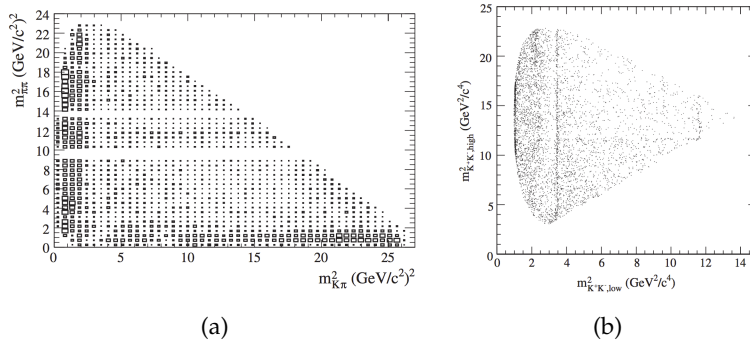 m²ππ (GeV/c²)²
24
22
20
18
16
14
12
10
8
6
4
2
0
0 5 10 15 20 25
m²Kπ (GeV/c²)²
(a)
m²K⁺K⁻,high (GeV²/c⁴)
25
20
15
10
5
0
0 2 4 6 8 10 12 14
m²K⁺K⁻,low (GeV²/c⁴)
(b)